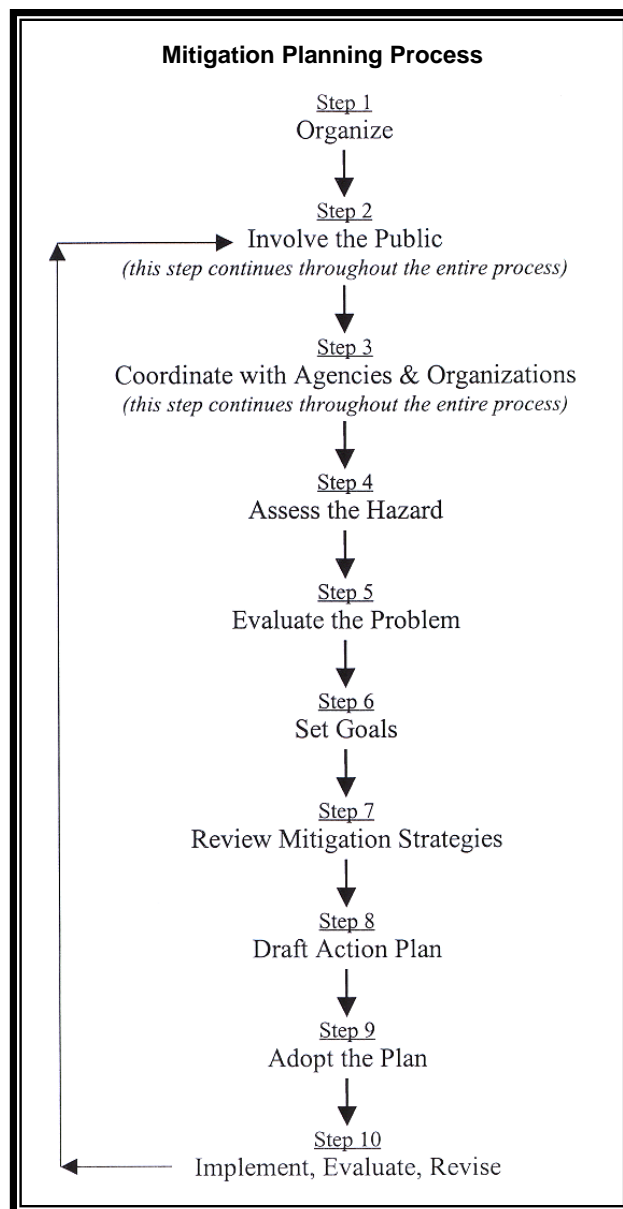 Mitigation Planning Process
Step 1
Organize
Step 2
Involve the Public
(this step continues throughout the entire process)
Step 3
Coordinate with Agencies & Organizations
(this step continues throughout the entire process)
Step 4
Assess the Hazard
Step 5
Evaluate the Problem
Step 6
Set Goals
Step 7
Review Mitigation Strategies
Step 8
Draft Action Plan
Step 9
Adopt the Plan
Step 10
Implement, Evaluate, Revise